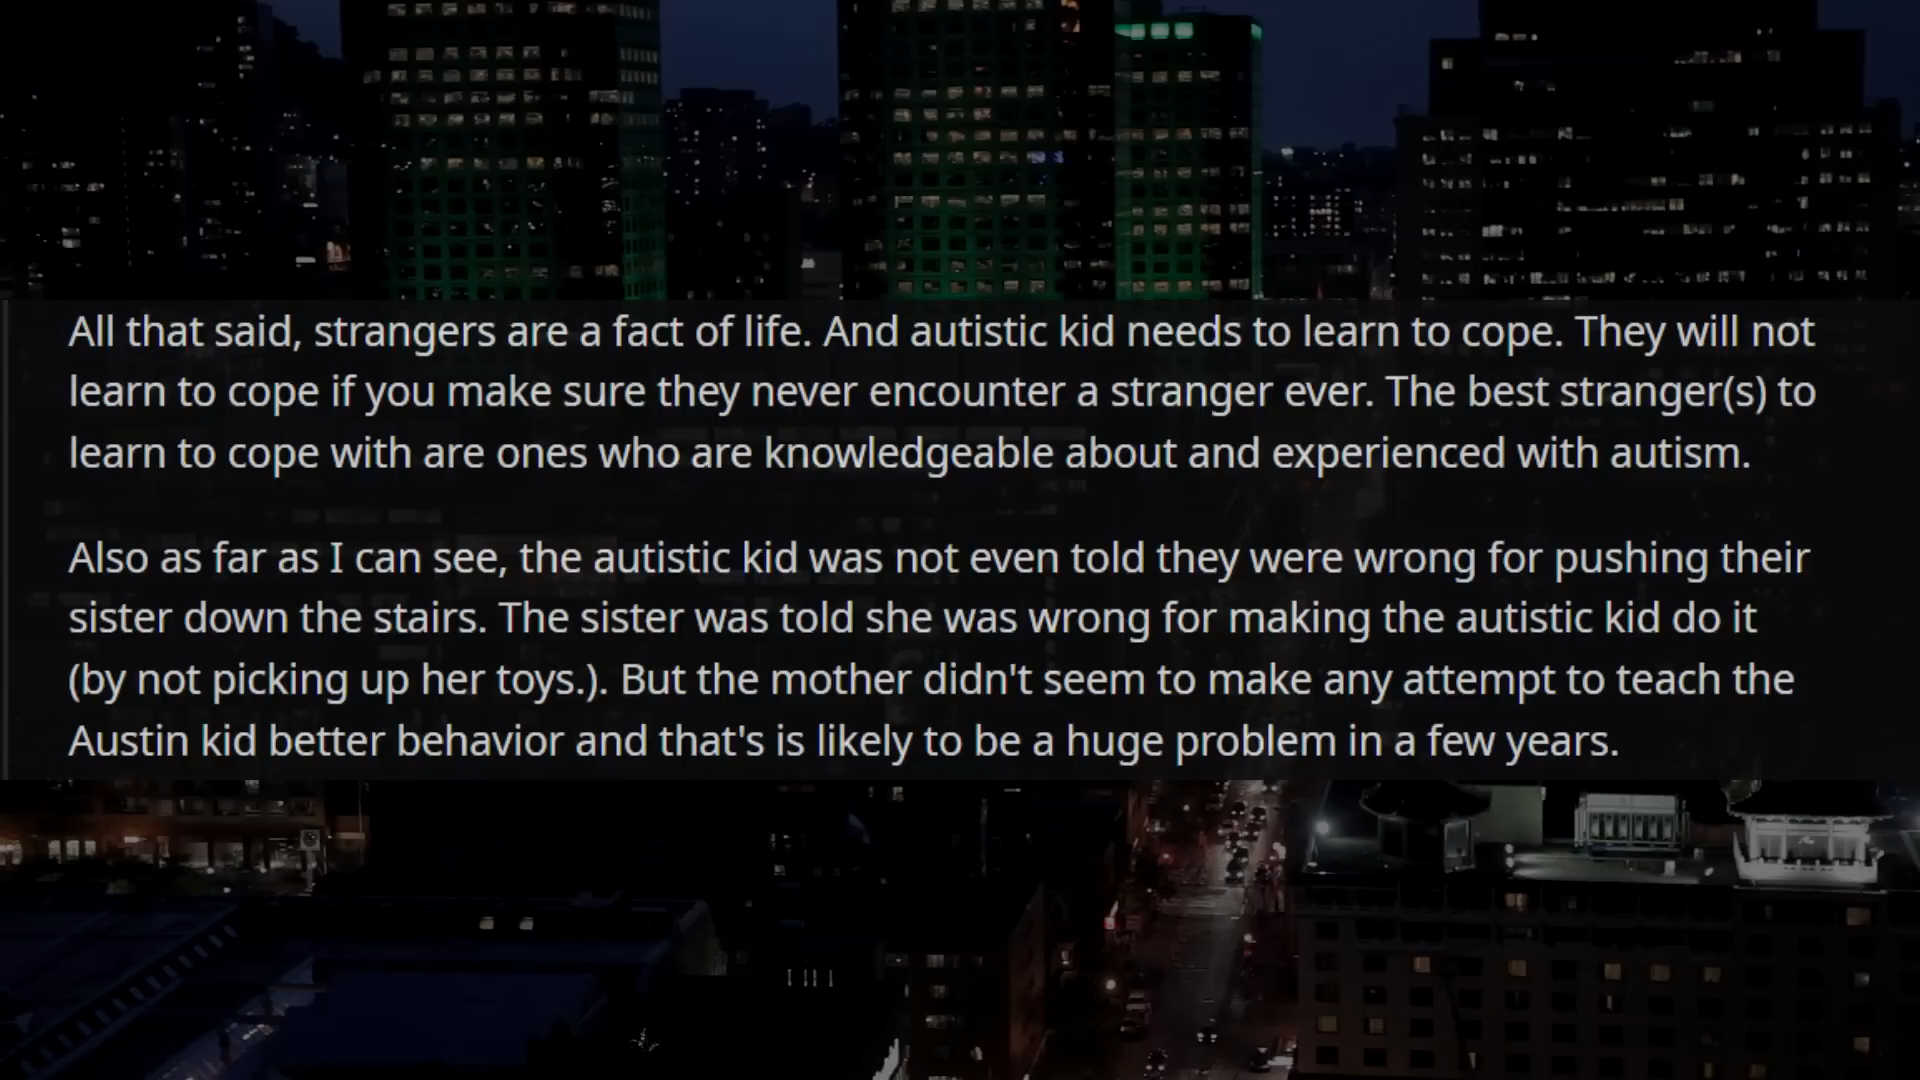 All that said, strangers are a fact of life. And autistic kid needs to learn to cope. They will not
learn to cope if you make sure they never encounter a stranger ever. The best stranger(s) to
learn to cope with are ones who are knowledgeable about and experienced with autism.
Also as far as I can see, the autistic kid was not even told they were wrong for pushing their
sister down the stairs. The sister was told she was wrong for making the autistic kid do it
(by not picking up her toys.). But the mother didn't seem to make any attempt to teach the
Austin kid better behavior and that's is likely to be a huge problem in a few years.